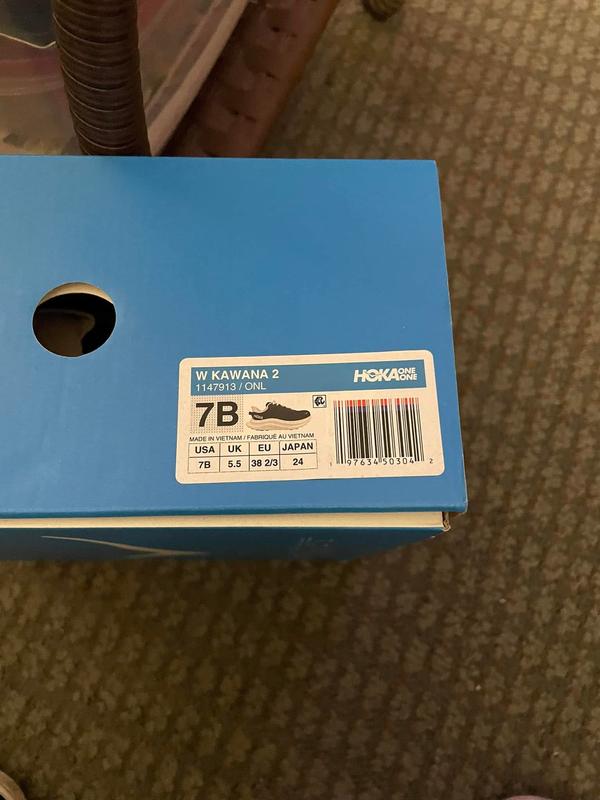 W KAWANA 2
1147913 / ONL
HOKA ONE ONE
7B
MADE IN VIETNAM / FABRIQUÉ AU VIETNAM
USA UK EU JAPAN
7B 5.5 38 2/3 24
1 97634 50304 2